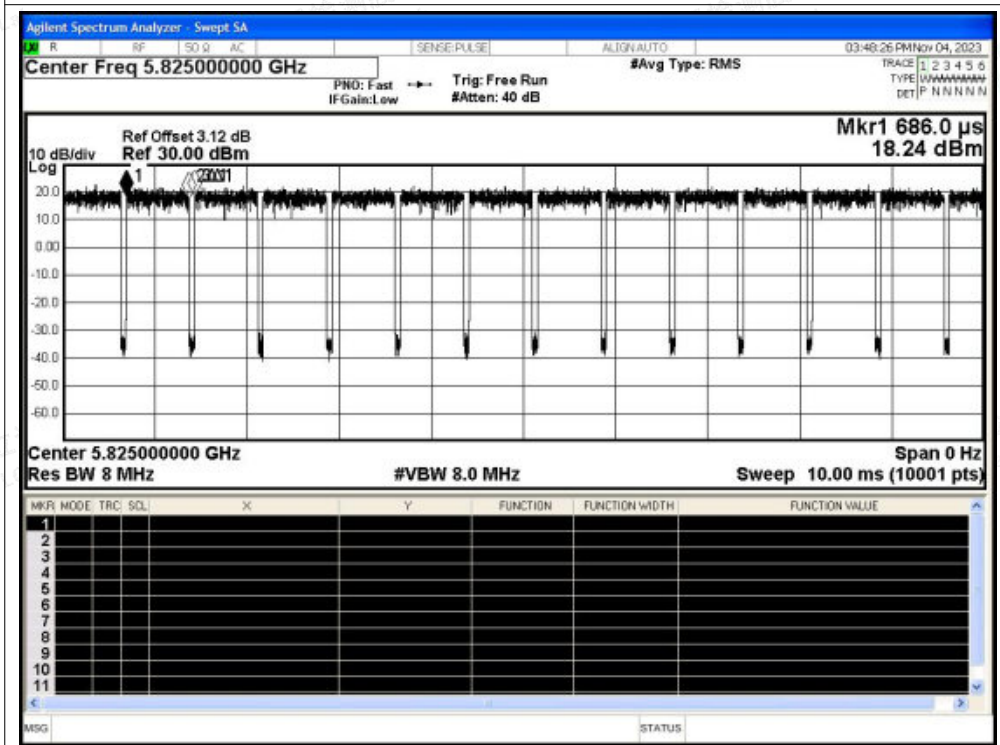 Agilent Spectrum Analyzer - Swept SA
R RF 50 Ω AC SENSE:PULSE ALIGN AUTO 03:48:26 PM Nov 04, 2023
Center Freq 5.825000000 GHz #Avg Type: RMS TRACE 1 2 3 4 5 6
PNO: Fast Trig: Free Run TYPE
IFGain:Low #Atten: 40 dB DET P N N N N N
Ref Offset 3.12 dB Mkr1 686.0 µs
10 dB/div Ref 30.00 dBm 18.24 dBm
Log
1
20.0
10.0
0.00
-10.0
-20.0
-30.0
-40.0
-50.0
-60.0
Center 5.825000000 GHz Span 0 Hz
Res BW 8 MHz #VBW 8.0 MHz Sweep 10.00 ms (10001 pts)
MKR MODE TRC SCL X Y FUNCTION FUNCTION WIDTH FUNCTION VALUE
1
2
3
4
5
6
7
8
9
10
11
MSG STATUS